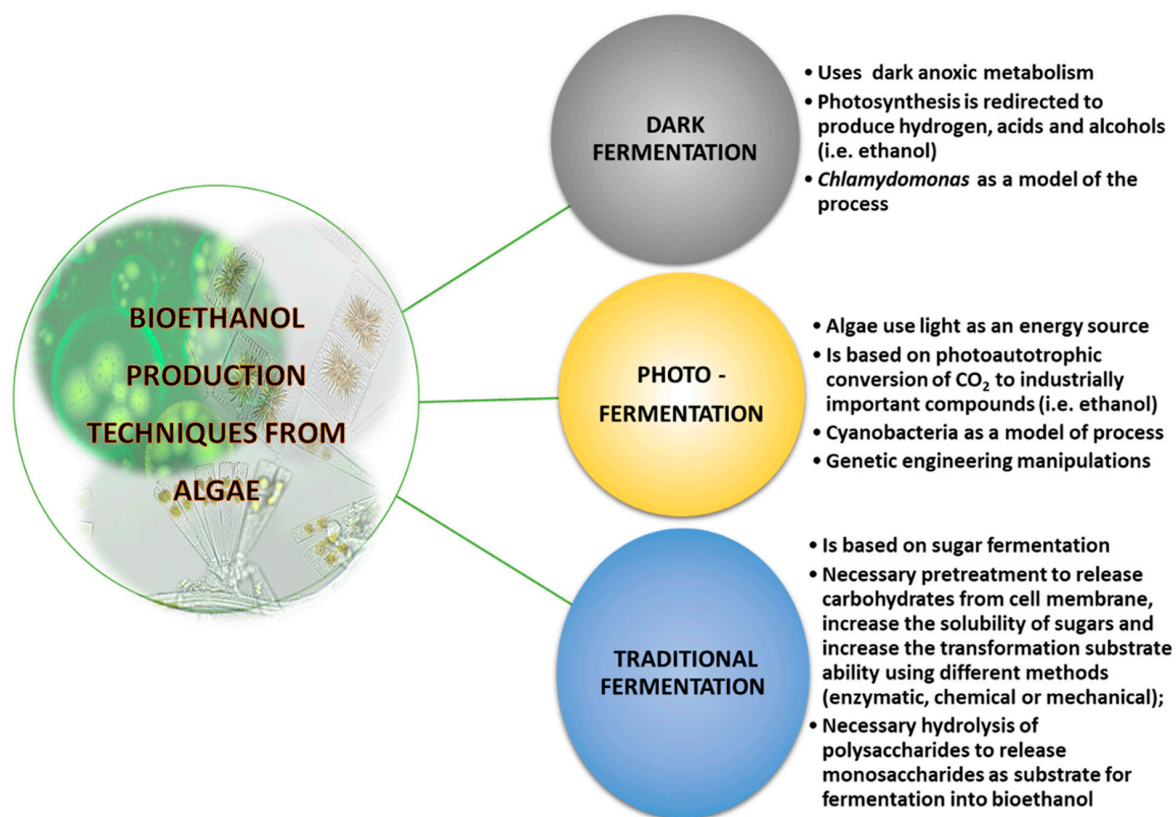 BIOETHANOL
PRODUCTION
TECHNIQUES FROM
ALGAE
DARK
FERMENTATION
• Uses dark anoxic metabolism
• Photosynthesis is redirected to
produce hydrogen, acids and alcohols
(i.e. ethanol)
• Chlamydomonas as a model of the
process
PHOTO -
FERMENTATION
• Algae use light as an energy source
• Is based on photoautotrophic
conversion of CO₂ to industrially
important compounds (i.e. ethanol)
• Cyanobacteria as a model of process
• Genetic engineering manipulations
TRADITIONAL
FERMENTATION
• Is based on sugar fermentation
• Necessary pretreatment to release
carbohydrates from cell membrane,
increase the solubility of sugars and
increase the transformation substrate
ability using different methods
(enzymatic, chemical or mechanical);
• Necessary hydrolysis of
polysaccharides to release
monosaccharides as substrate for
fermentation into bioethanol